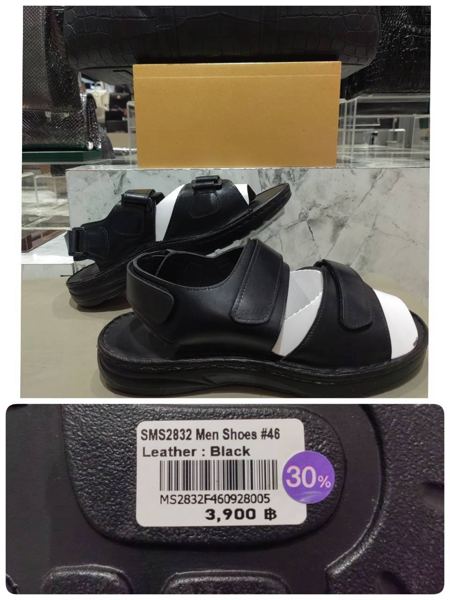 SMS2832 Men Shoes #46
Leather : Black
30%
MS2832F460928005
3,900 ฿